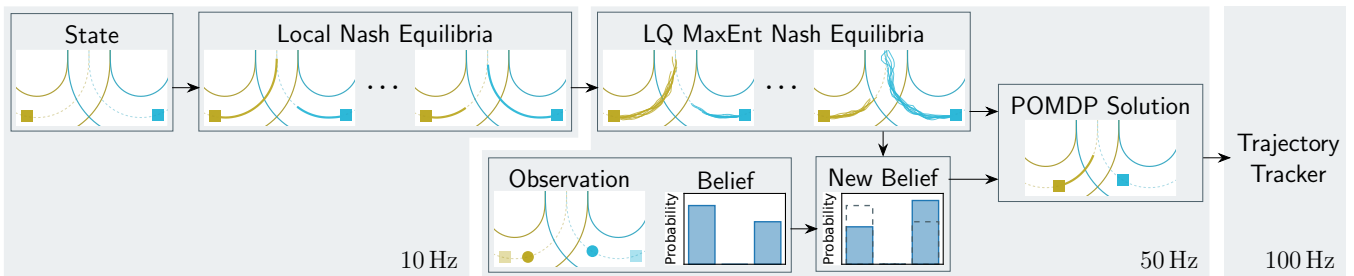 State
Local Nash Equilibria
LQ MaxEnt Nash Equilibria
...
...
POMDP Solution
Trajectory
Tracker
Observation
Belief
Probability
New Belief
Probability
10 Hz
50 Hz
100 Hz